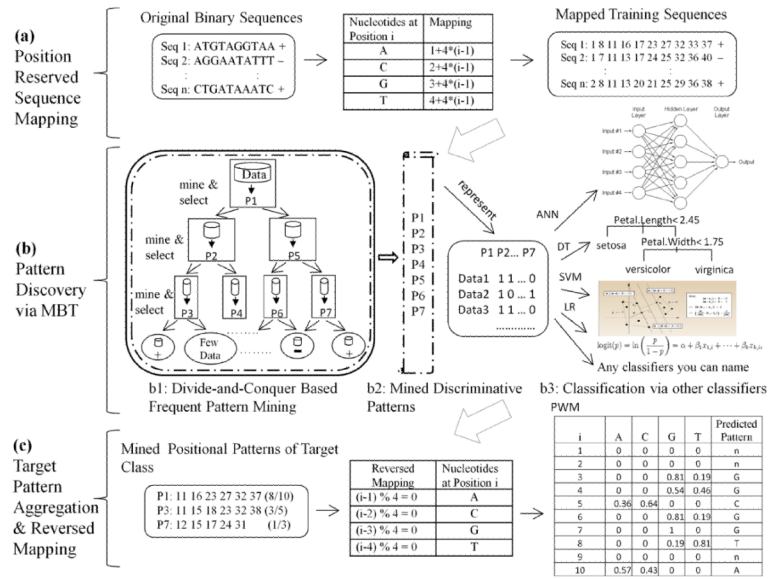 (a)
Position
Reserved
Sequence
Mapping
Original Binary Sequences
Seq 1: ATGTAGGTAA +
Seq 2: AGGAATATTT –
: :
Seq n: CTGATAAATC +
Nucleotides at Position i | Mapping
A | 1+4*(i-1)
C | 2+4*(i-1)
G | 3+4*(i-1)
T | 4+4*(i-1)
Mapped Training Sequences
Seq 1: 1 8 11 16 17 23 27 32 33 37 +
Seq 2: 1 7 11 13 17 24 25 32 36 40 –
: :
Seq n: 2 8 11 13 20 21 25 29 36 38 +
(b)
Pattern
Discovery
via MBT
mine &
select
Data
P1
mine &
select
P2
P5
mine &
select
P3
P4
P6
P7
+
Few
Data
–
+
b1: Divide-and-Conquer Based
Frequent Pattern Mining
P1
P2
P3
P4
P5
P6
P7
b2: Mined Discriminative
Patterns
represent
P1 P2... P7
Data1 1 1 ... 0
Data2 1 0 ... 1
Data3 1 1 ... 0
.............
ANN
DT
SVM
LR
Input Layer
Hidden Layer
Output Layer
Input #1
Input #2
Input #3
Input #4
Output
Petal.Length< 2.45
setosa
Petal.Width< 1.75
versicolor
virginica
Any classifiers you can name
b3: Classification via other classifiers
(c)
Target
Pattern
Aggregation
& Reversed
Mapping
Mined Positional Patterns of Target
Class
P1: 11 16 23 27 32 37 (8/10)
P3: 11 15 18 23 32 38 (3/5)
P7: 12 15 17 24 31 (1/3)
Reversed Mapping | Nucleotides at Position i
(i-1) % 4 = 0 | A
(i-2) % 4 = 0 | C
(i-3) % 4 = 0 | G
(i-4) % 4 = 0 | T
PWM
i | A | C | G | T | Predicted Pattern
1 | 0 | 0 | 0 | 0 | n
2 | 0 | 0 | 0 | 0 | n
3 | 0 | 0 | 0.81 | 0.19 | G
4 | 0 | 0 | 0.54 | 0.46 | G
5 | 0.36 | 0.64 | 0 | 0 | C
6 | 0 | 0 | 0.81 | 0.19 | G
7 | 0 | 0 | 1 | 0 | G
8 | 0 | 0 | 0.19 | 0.81 | T
9 | 0 | 0 | 0 | 0 | n
10 | 0.57 | 0.43 | 0 | 0 | A